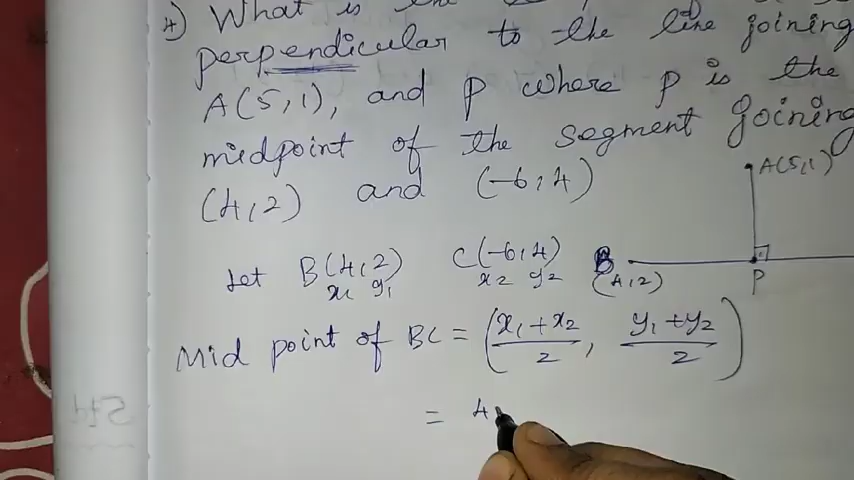 4) What is the
perpendicular to the line joining
A(5,1), and P where P is the
midpoint of the segment joining
(4,2) and (-6,4)
A(5,1)
Let B(4,2) C(-6,4)
x1 y1 x2 y2
B
(4,2)
P
Mid point of BC = (x1+x2/2, y1+y2/2)
= 4